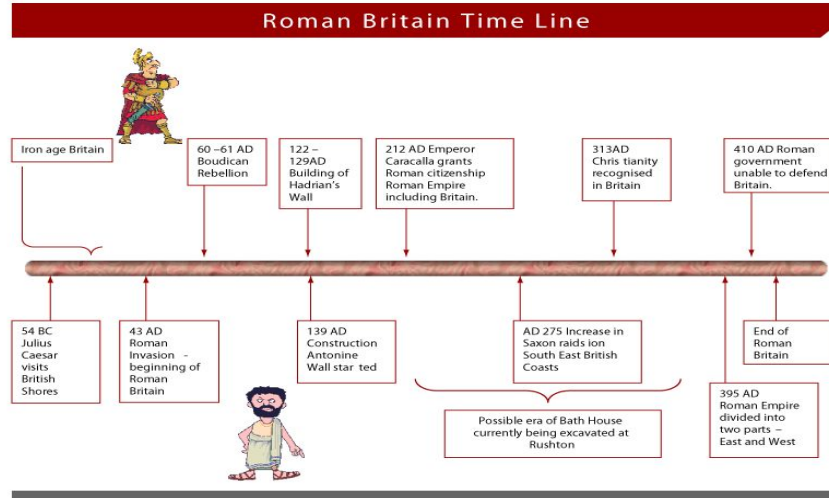 Roman Britain Time Line
Iron age Britain
60 –61 AD
Boudican
Rebellion
122 –
129AD
Building of
Hadrian's
Wall
212 AD Emperor
Caracalla grants
Roman citizenship
Roman Empire
including Britain.
313AD
Chris tianity
recognised
in Britain
410 AD Roman
government
unable to defend
Britain.
54 BC
Julius
Caesar
visits
British
Shores
43 AD
Roman
Invasion -
beginning of
Roman
Britain
139 AD
Construction
Antonine
Wall star ted
AD 275 Increase in
Saxon raids ion
South East British
Coasts
End of
Roman
Britain
395 AD
Roman Empire
divided into
two parts –
East and West
Possible era of Bath House
currently being excavated at
Rushton